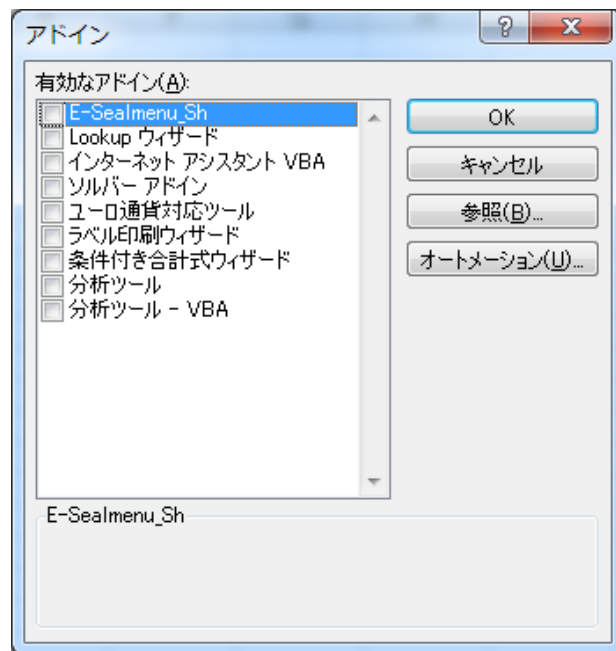 アドイン
有効なアドイン(A):
E-Sealmenu_Sh
Lookup ウィザード
インターネット アシスタント VBA
ソルバー アドイン
ユーロ通貨対応ツール
ラベル印刷ウィザード
条件付き合計式ウィザード
分析ツール
分析ツール - VBA
OK
キャンセル
参照(B)...
オートメーション(U)...
E-Sealmenu_Sh